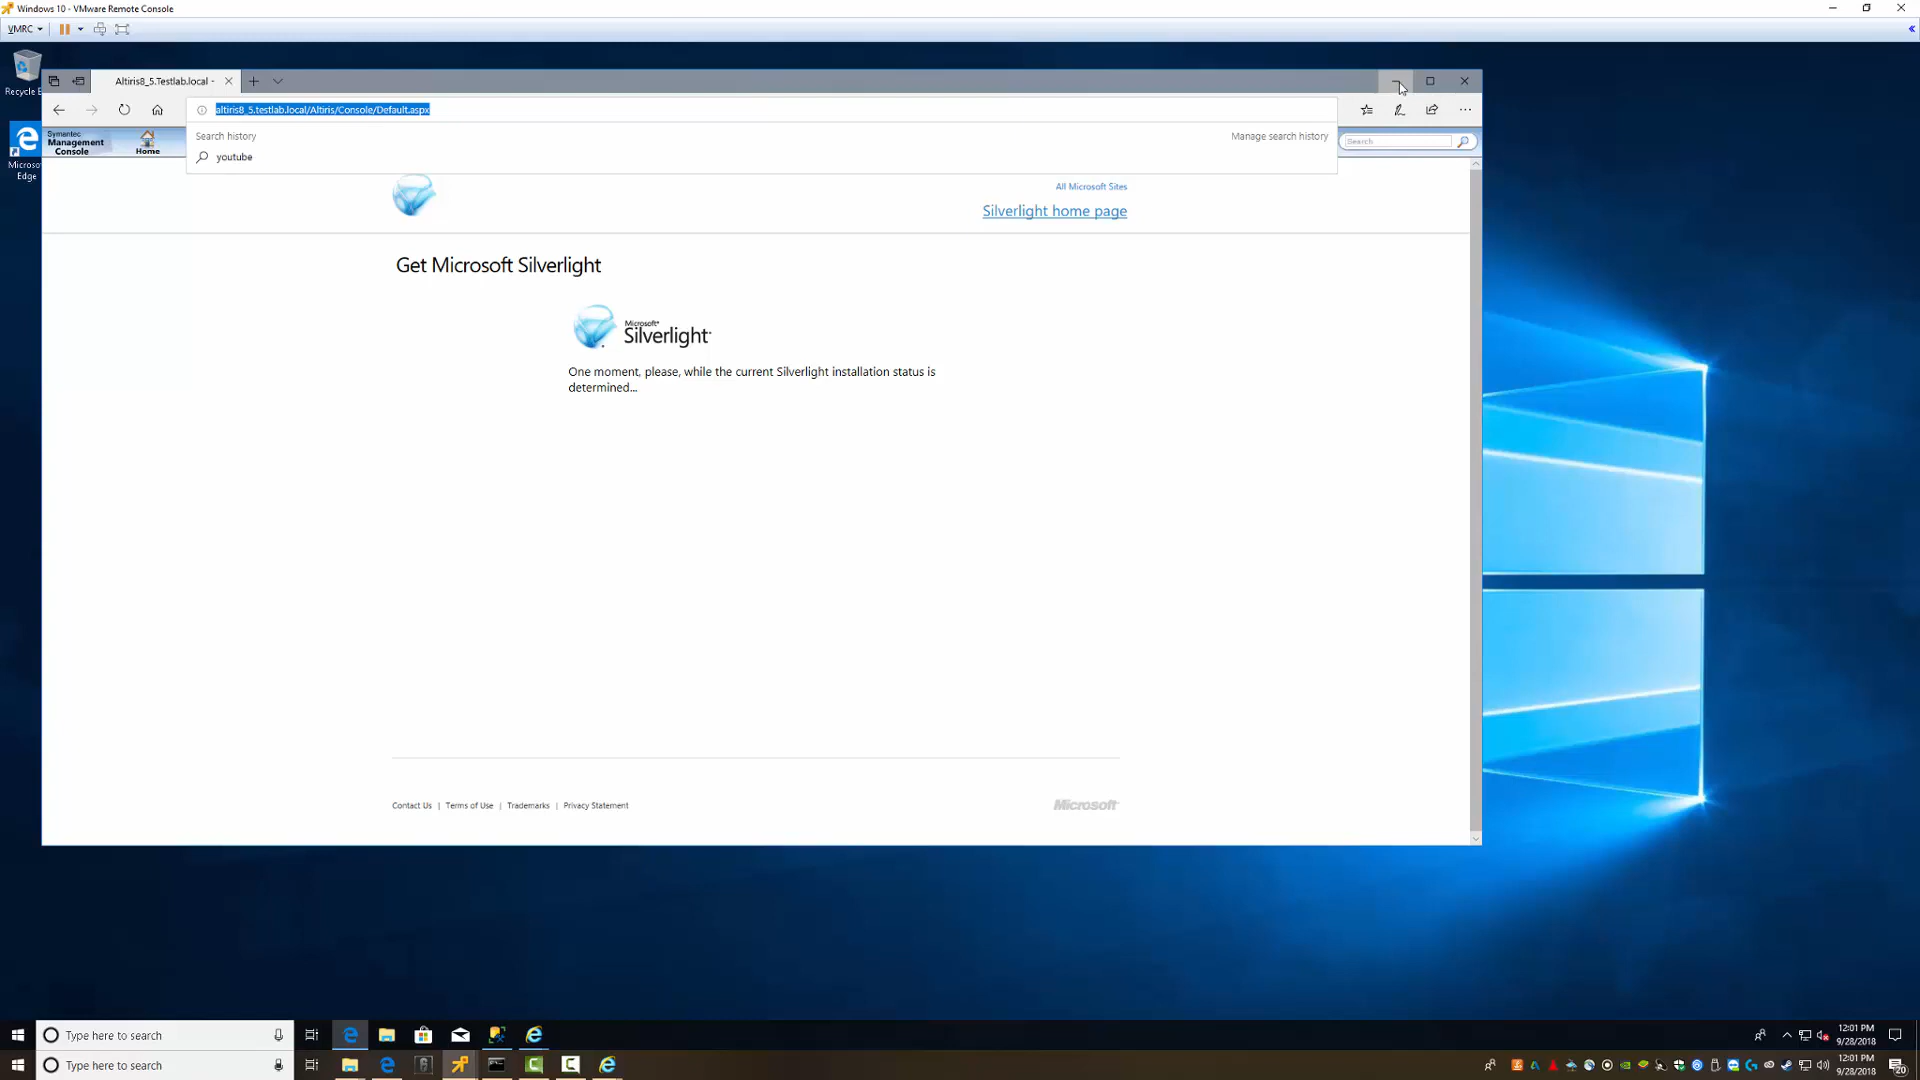 Windows 10 - VMware Remote Console
VMRC
Recycle B
Altiris8_5.Testlab.local -
altiris8_5.testlab.local/Altiris/Console/Default.aspx
Symantec
Management
Console
Home
Search history
Manage search history
youtube
Search
Microsoft
Edge
All Microsoft Sites
Silverlight home page
Get Microsoft Silverlight
Microsoft®
Silverlight
One moment, please, while the current Silverlight installation status is
determined...
Contact Us | Terms of Use | Trademarks | Privacy Statement
Microsoft
Type here to search
12:01 PM
9/28/2018
Type here to search
12:01 PM
9/28/2018
20